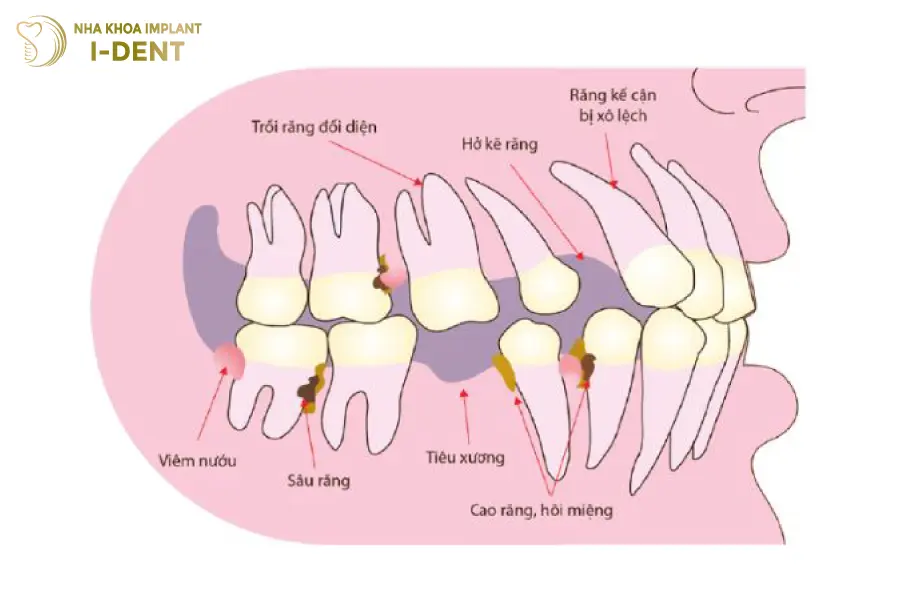 NHA KHOA IMPLANT
I-DENT
Răng kế cận
bị xô lệch
Trồi răng đối diện
Hở kẽ răng
Viêm nướu
Sâu răng
Tiêu xương
Cao răng, hôi miệng